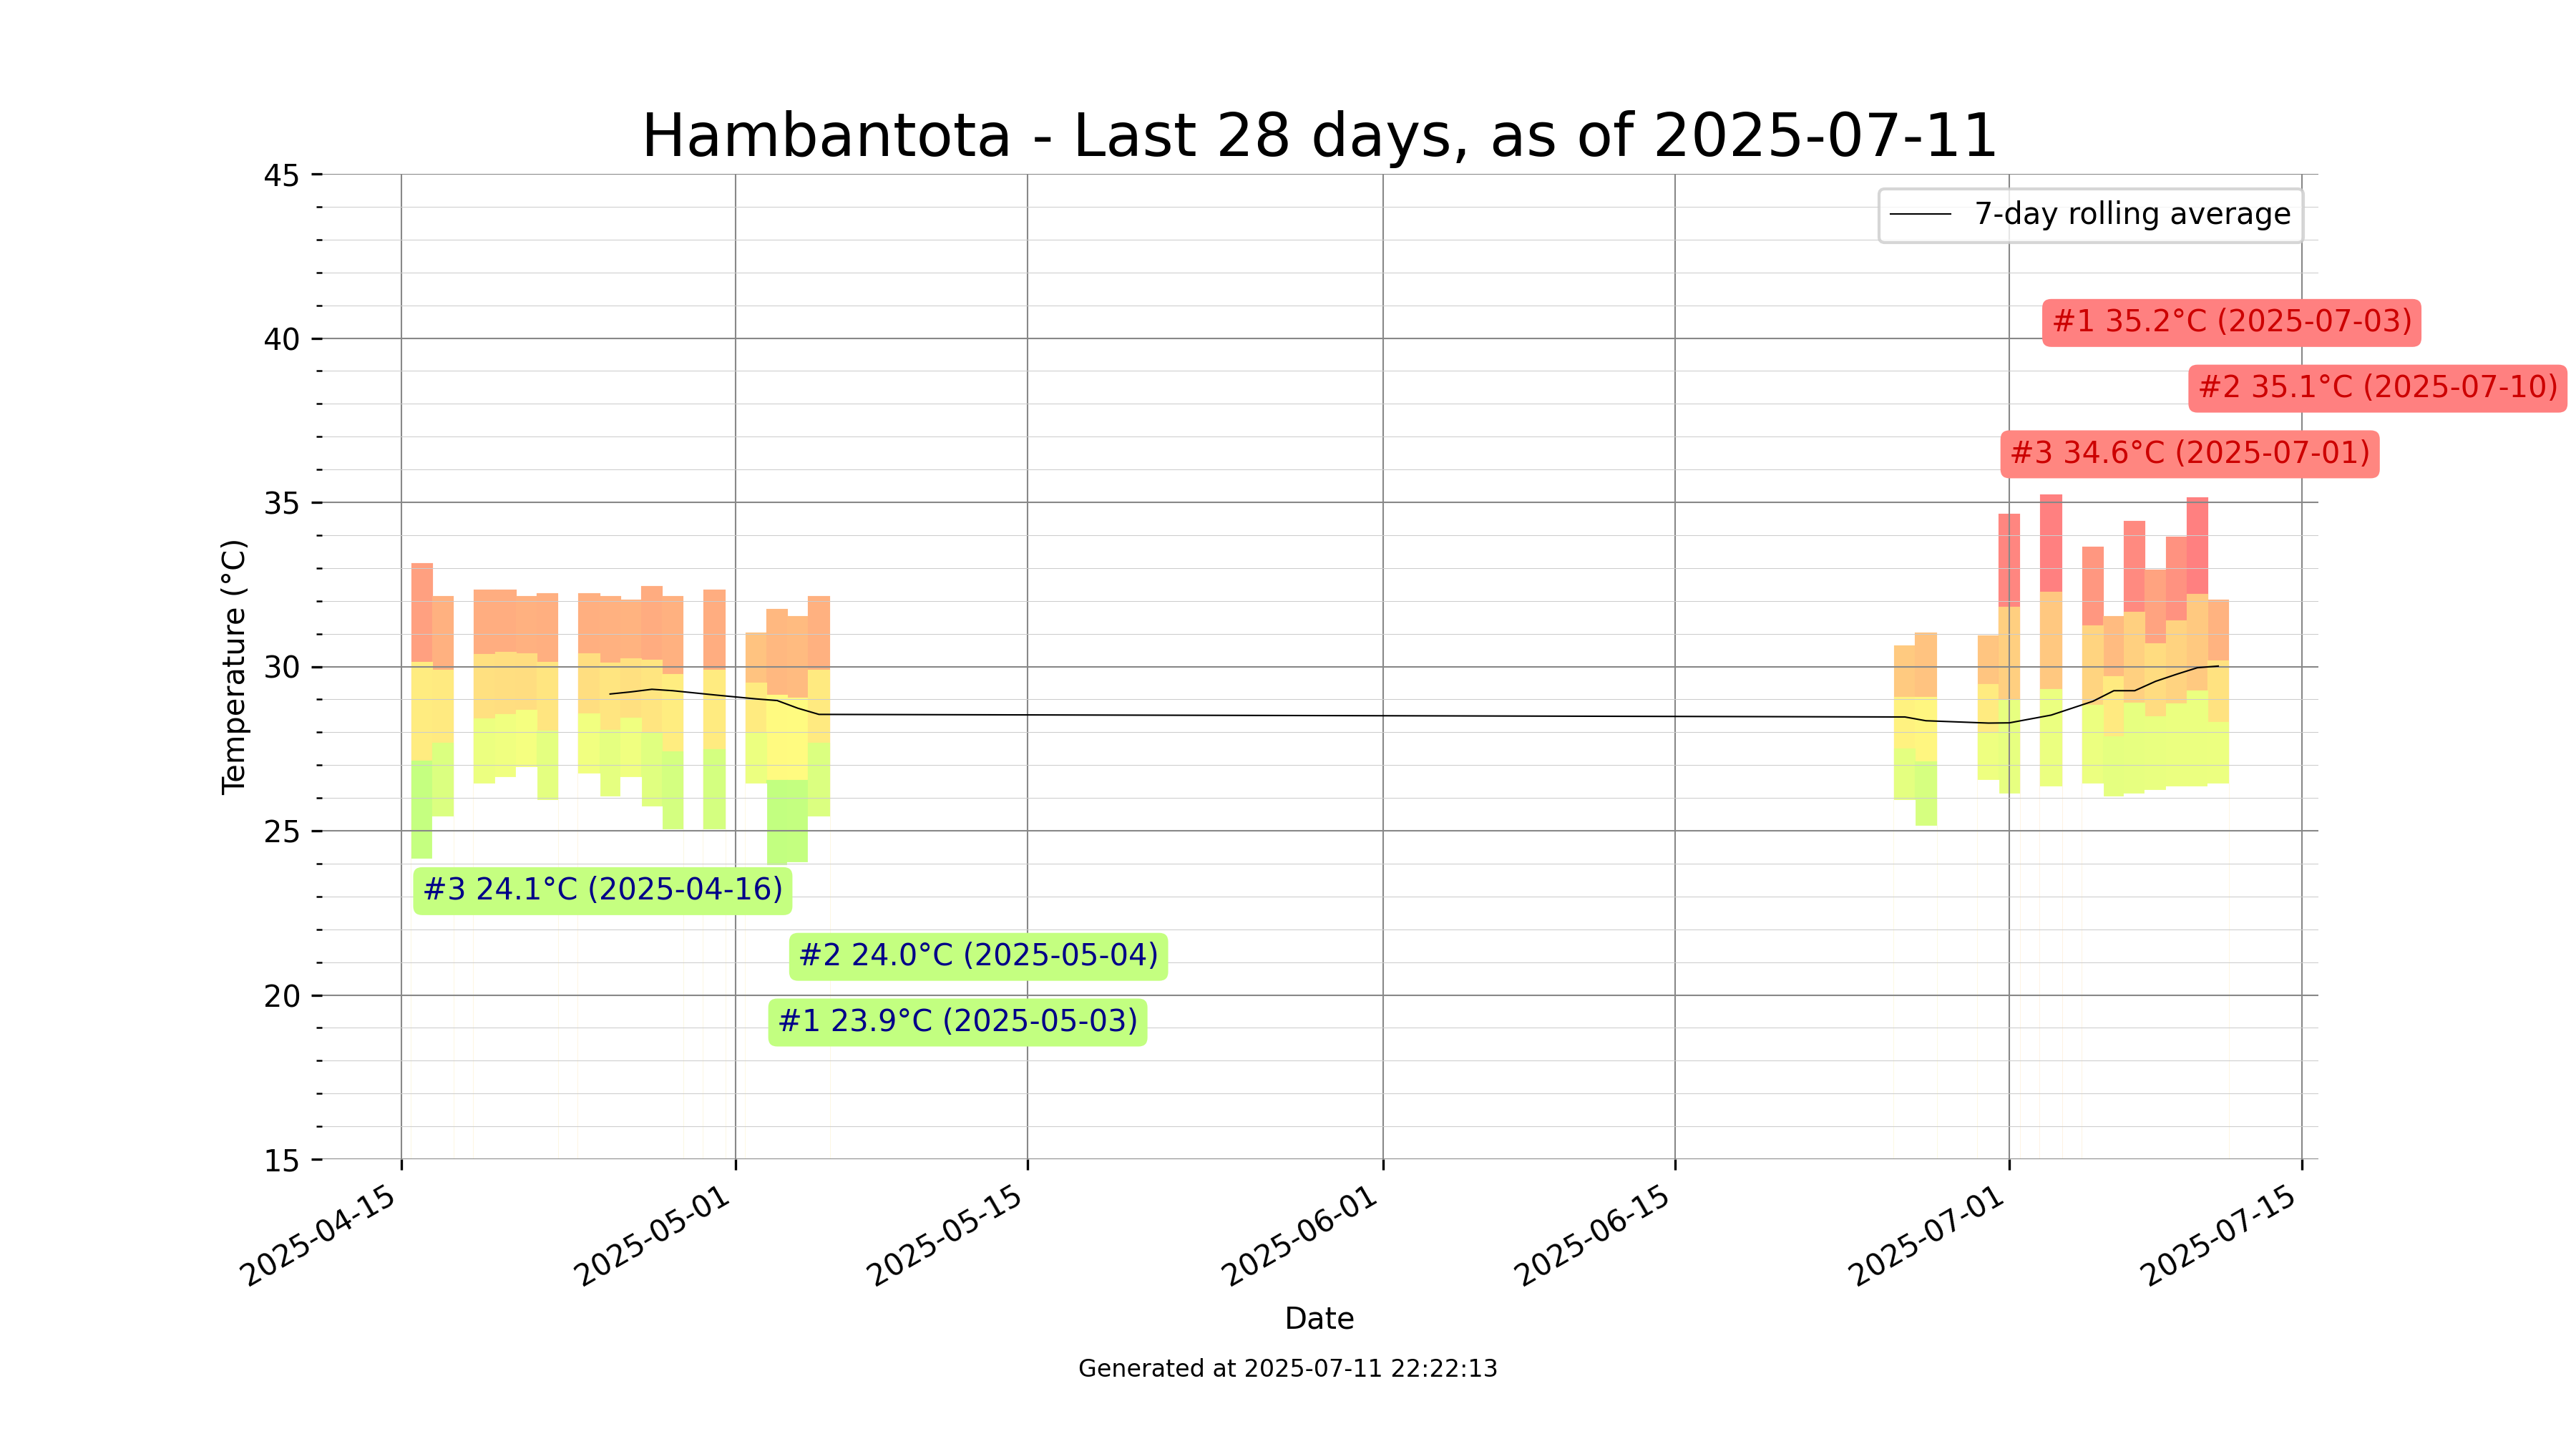 Hambantota - Last 28 days, as of 2025-07-11
7-day rolling average
#1 35.2°C (2025-07-03)
#2 35.1°C (2025-07-10)
#3 34.6°C (2025-07-01)
#3 24.1°C (2025-04-16)
#2 24.0°C (2025-05-04)
#1 23.9°C (2025-05-03)
Temperature (°C)
45
40
35
30
25
20
15
2025-04-15
2025-05-01
2025-05-15
2025-06-01
2025-06-15
2025-07-01
2025-07-15
Date
Generated at 2025-07-11 22:22:13